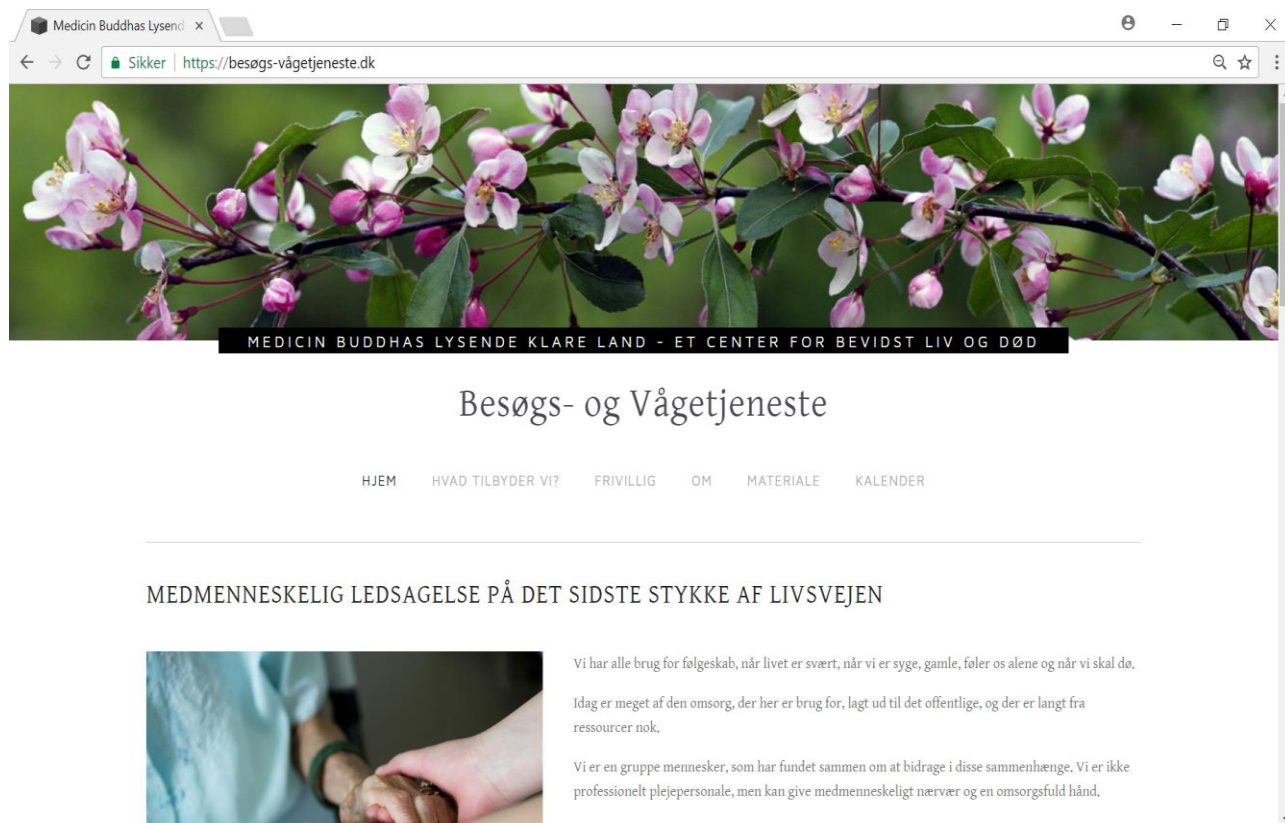 Medicin Buddhas Lysend
Sikker https://besøgs-vågetjeneste.dk
MEDICIN BUDDHAS LYSENDE KLARE LAND - ET CENTER FOR BEVIDST LIV OG DØD
Besøgs- og Vågetjeneste
HJEM HVAD TILBYDER VI? FRIVILLIG OM MATERIALE KALENDER
MEDMENNESKELIG LEDSAGELSE PÅ DET SIDSTE STYKKE AF LIVSVEJEN
Vi har alle brug for følgeskab, når livet er svært, når vi er syge, gamle, føler os alene og når vi skal dø.
Idag er meget af den omsorg, der her er brug for, lagt ud til det offentlige, og der er langt fra
ressourcer nok.
Vi er en gruppe mennesker, som har fundet sammen om at bidrage i disse sammenhænge. Vi er ikke
professionelt plejepersonale, men kan give medmenneskeligt nærvær og en omsorgsfuld hånd.